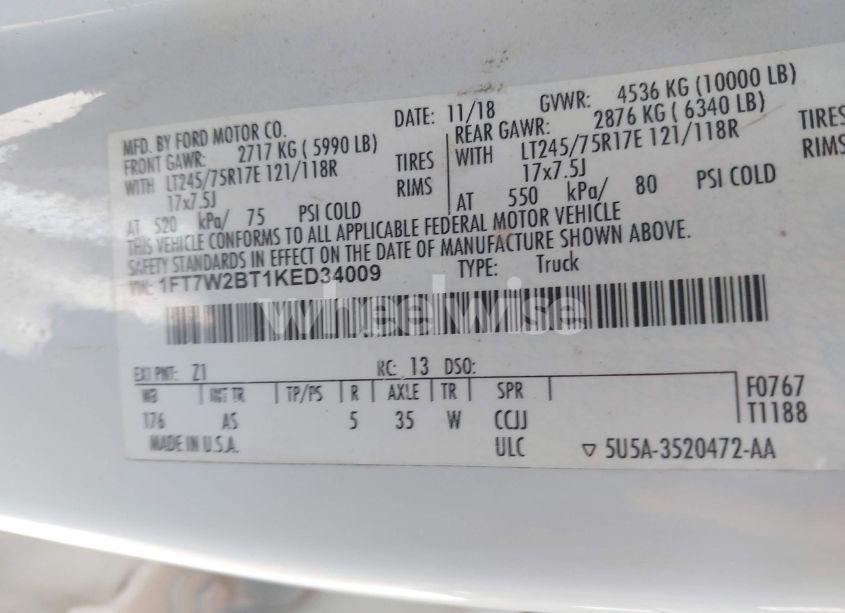 MFD. BY FORD MOTOR CO.
DATE: 11/18 GVWR: 4536 KG (10000 LB)
FRONT GAWR: 2717 KG ( 5990 LB) REAR GAWR: 2876 KG ( 6340 LB)
WITH LT245/75R17E 121/118R TIRES WITH LT245/75R17E 121/118R TIRES
17x7.5J RIMS 17x7.5J RIMS
AT 520 kPa/ 75 PSI COLD AT 550 kPa/ 80 PSI COLD
THIS VEHICLE CONFORMS TO ALL APPLICABLE FEDERAL MOTOR VEHICLE
SAFETY STANDARDS IN EFFECT ON THE DATE OF MANUFACTURE SHOWN ABOVE.
VIN: 1FT7W2BT1KED34009 TYPE: Truck
wheelwise
EXT PNT: Z1 RC: 13 DSO:
WB INT TR TP/PS R AXLE TR SPR F0767
176 AS 5 35 W CCJJ T1188
MADE IN U.S.A. ULC ▽ 5U5A-3520472-AA